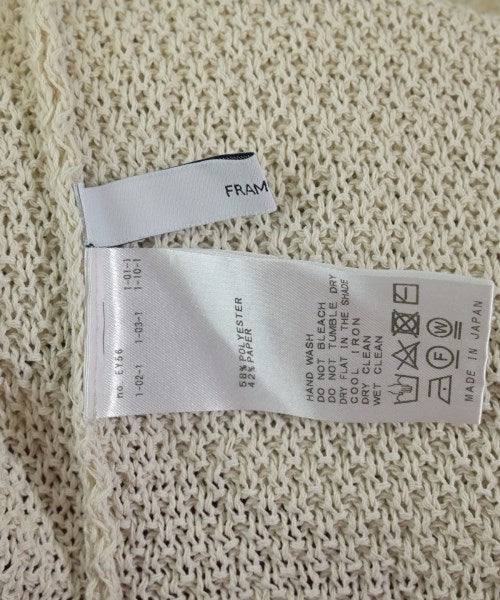 FRAM
no. EY56
1-01-1
1-02-1 1-03-1 1-10-1
58% POLYESTER
42% PAPER
HAND WASH
DO NOT BLEACH
DO NOT TUMBLE DRY
DRY FLAT IN THE SHADE
COOL IRON
DRY CLEAN
WET CLEAN
F
W
MADE IN JAPAN